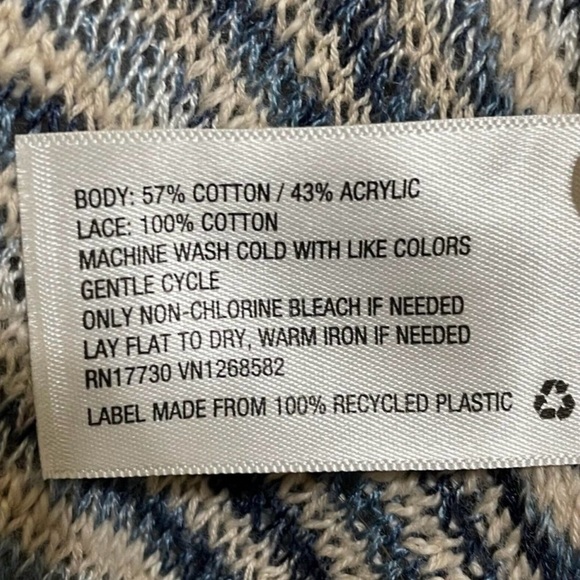 BODY: 57% COTTON / 43% ACRYLIC
LACE: 100% COTTON
MACHINE WASH COLD WITH LIKE COLORS
GENTLE CYCLE
ONLY NON-CHLORINE BLEACH IF NEEDED
LAY FLAT TO DRY, WARM IRON IF NEEDED
RN17730 VN1268582
LABEL MADE FROM 100% RECYCLED PLASTIC